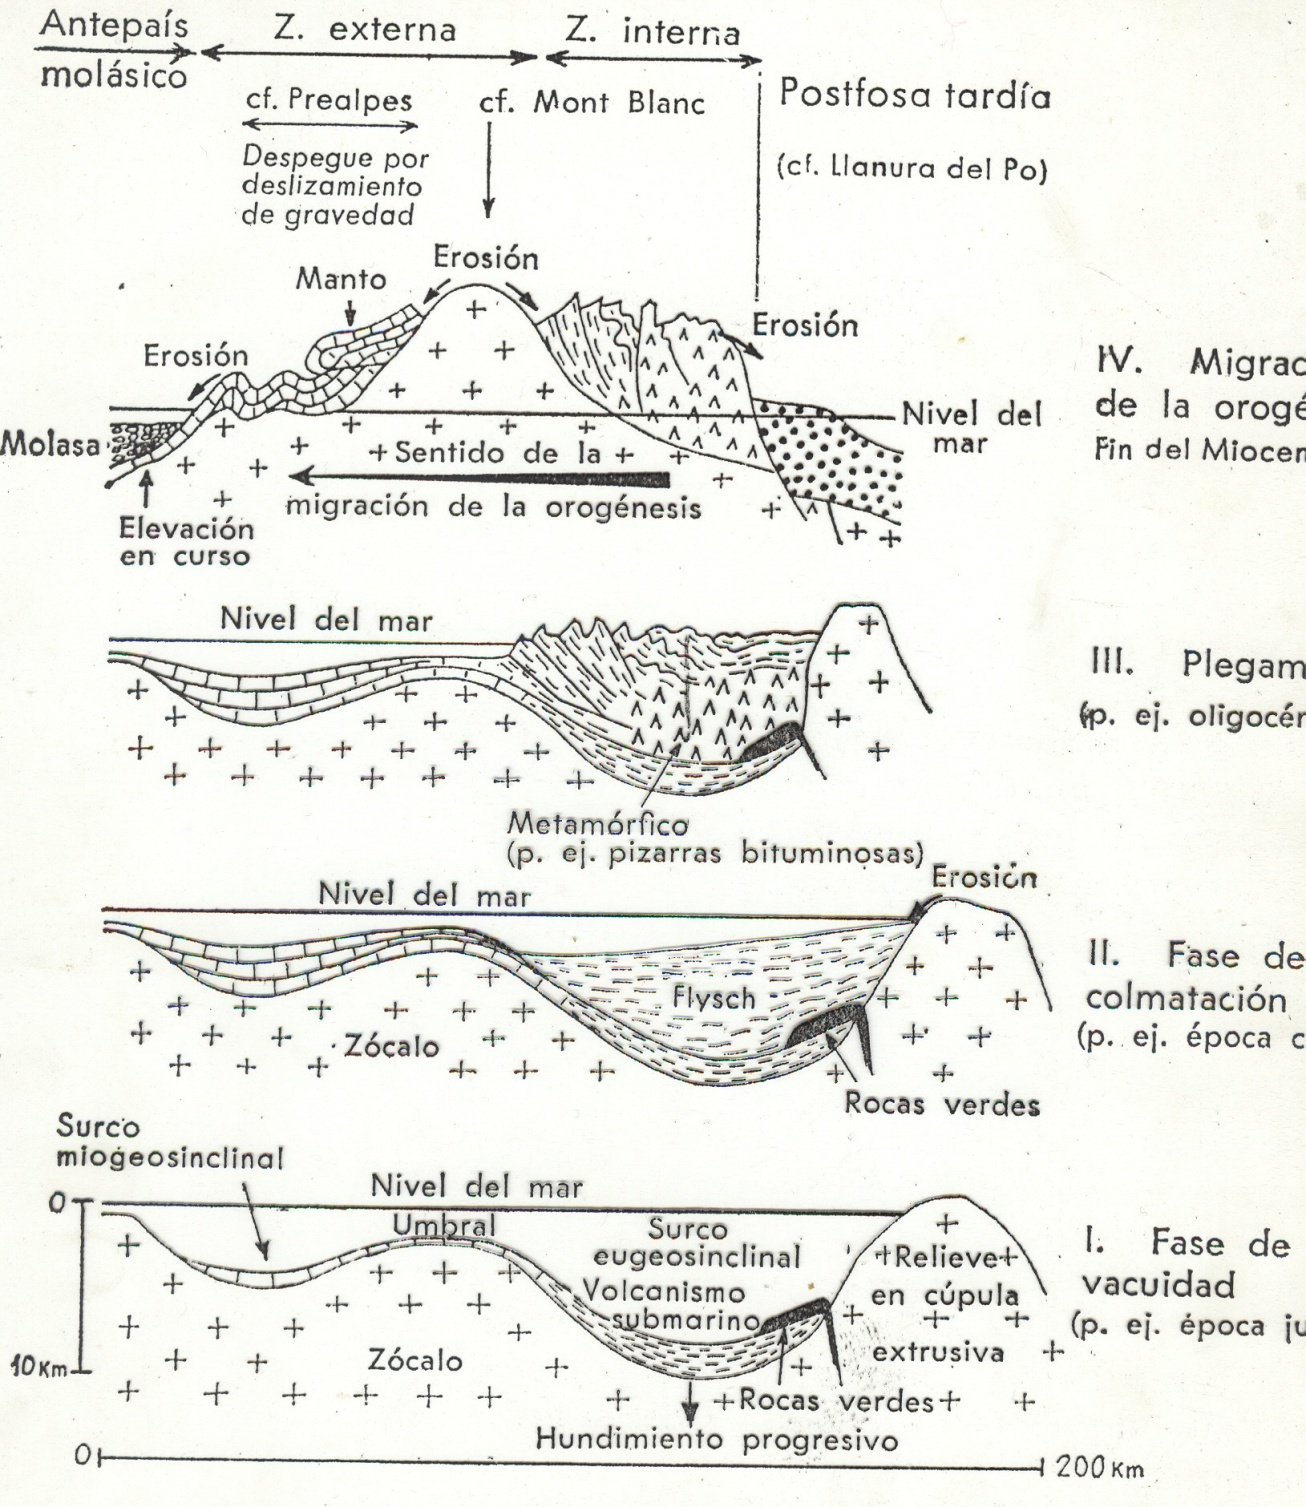 Antepaís
molásico
Z. externa
Z. interna
cf. Prealpes
cf. Mont Blanc
Postfosa tardía
(cf. Llanura del Po)
Despegue por
deslizamiento
de gravedad
Erosión
Manto
Erosión
Erosión
Molasa
Nivel del
mar
Sentido de la
migración de la orogénesis
Elevación
en curso
IV. Migrac
de la orogé
Fin del Miocen
Nivel del mar
III. Plegam
(p. ej. oligocér
Metamórfico
(p. ej. pizarras bituminosas)
Nivel del mar
Erosión
Flysch
Zócalo
Rocas verdes
II. Fase de
colmatación
(p. ej. época c
Surco
miogeosinclinal
Nivel del mar
0
Umbral
Surco
eugeosinclinal
Volcanismo
submarino
Relieve
en cúpula
extrusiva
Zócalo
10 Km
Rocas verdes
Hundimiento progresivo
0
200 Km
I. Fase de
vacuidad
(p. ej. época ju